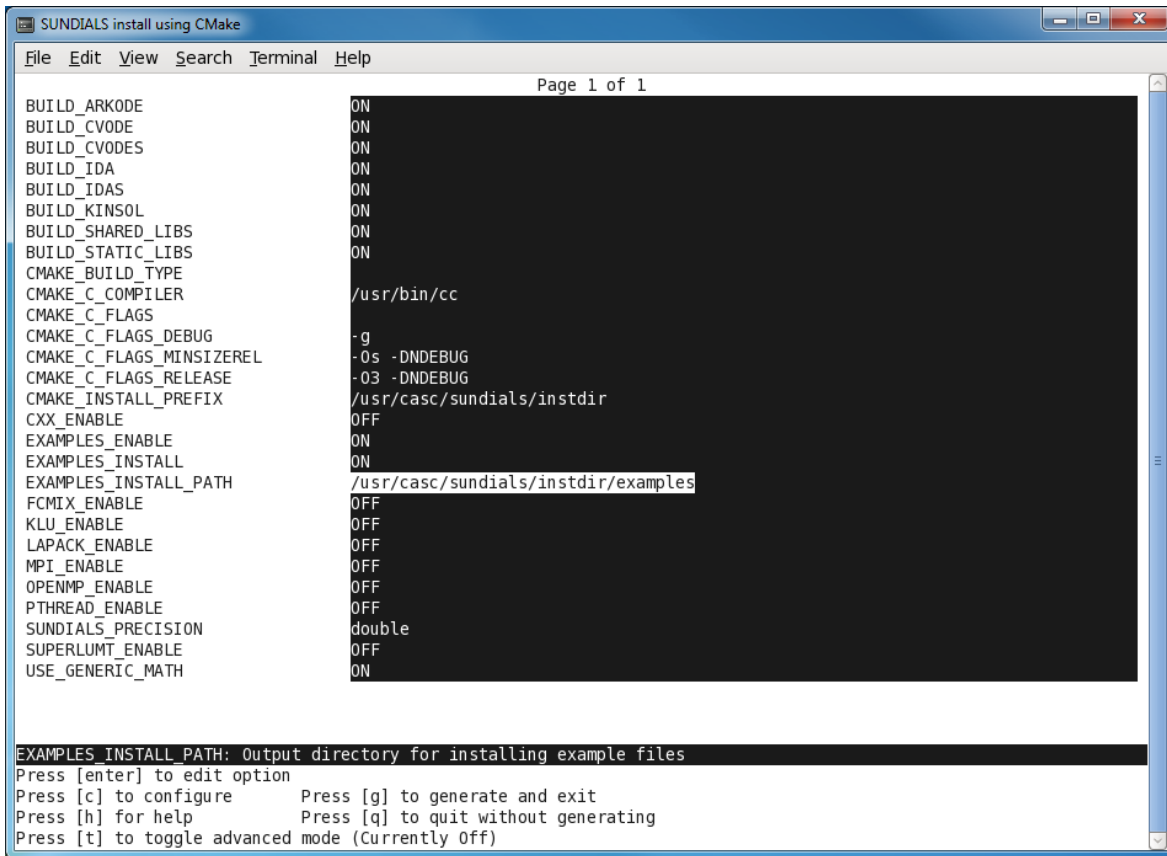 SUNDIALS install using CMake
File Edit View Search Terminal Help
Page 1 of 1
BUILD_ARKODE ON
BUILD_CVODE ON
BUILD_CVODES ON
BUILD_IDA ON
BUILD_IDAS ON
BUILD_KINSOL ON
BUILD_SHARED_LIBS ON
BUILD_STATIC_LIBS ON
CMAKE_BUILD_TYPE
CMAKE_C_COMPILER /usr/bin/cc
CMAKE_C_FLAGS
CMAKE_C_FLAGS_DEBUG -g
CMAKE_C_FLAGS_MINSIZEREL -Os -DNDEBUG
CMAKE_C_FLAGS_RELEASE -O3 -DNDEBUG
CMAKE_INSTALL_PREFIX /usr/casc/sundials/instdir
CXX_ENABLE OFF
EXAMPLES_ENABLE ON
EXAMPLES_INSTALL ON
EXAMPLES_INSTALL_PATH /usr/casc/sundials/instdir/examples
FCMIX_ENABLE OFF
KLU_ENABLE OFF
LAPACK_ENABLE OFF
MPI_ENABLE OFF
OPENMP_ENABLE OFF
PTHREAD_ENABLE OFF
SUNDIALS_PRECISION double
SUPERLUMT_ENABLE OFF
USE_GENERIC_MATH ON
EXAMPLES_INSTALL_PATH: Output directory for installing example files
Press [enter] to edit option
Press [c] to configure Press [g] to generate and exit
Press [h] for help Press [q] to quit without generating
Press [t] to toggle advanced mode (Currently Off)